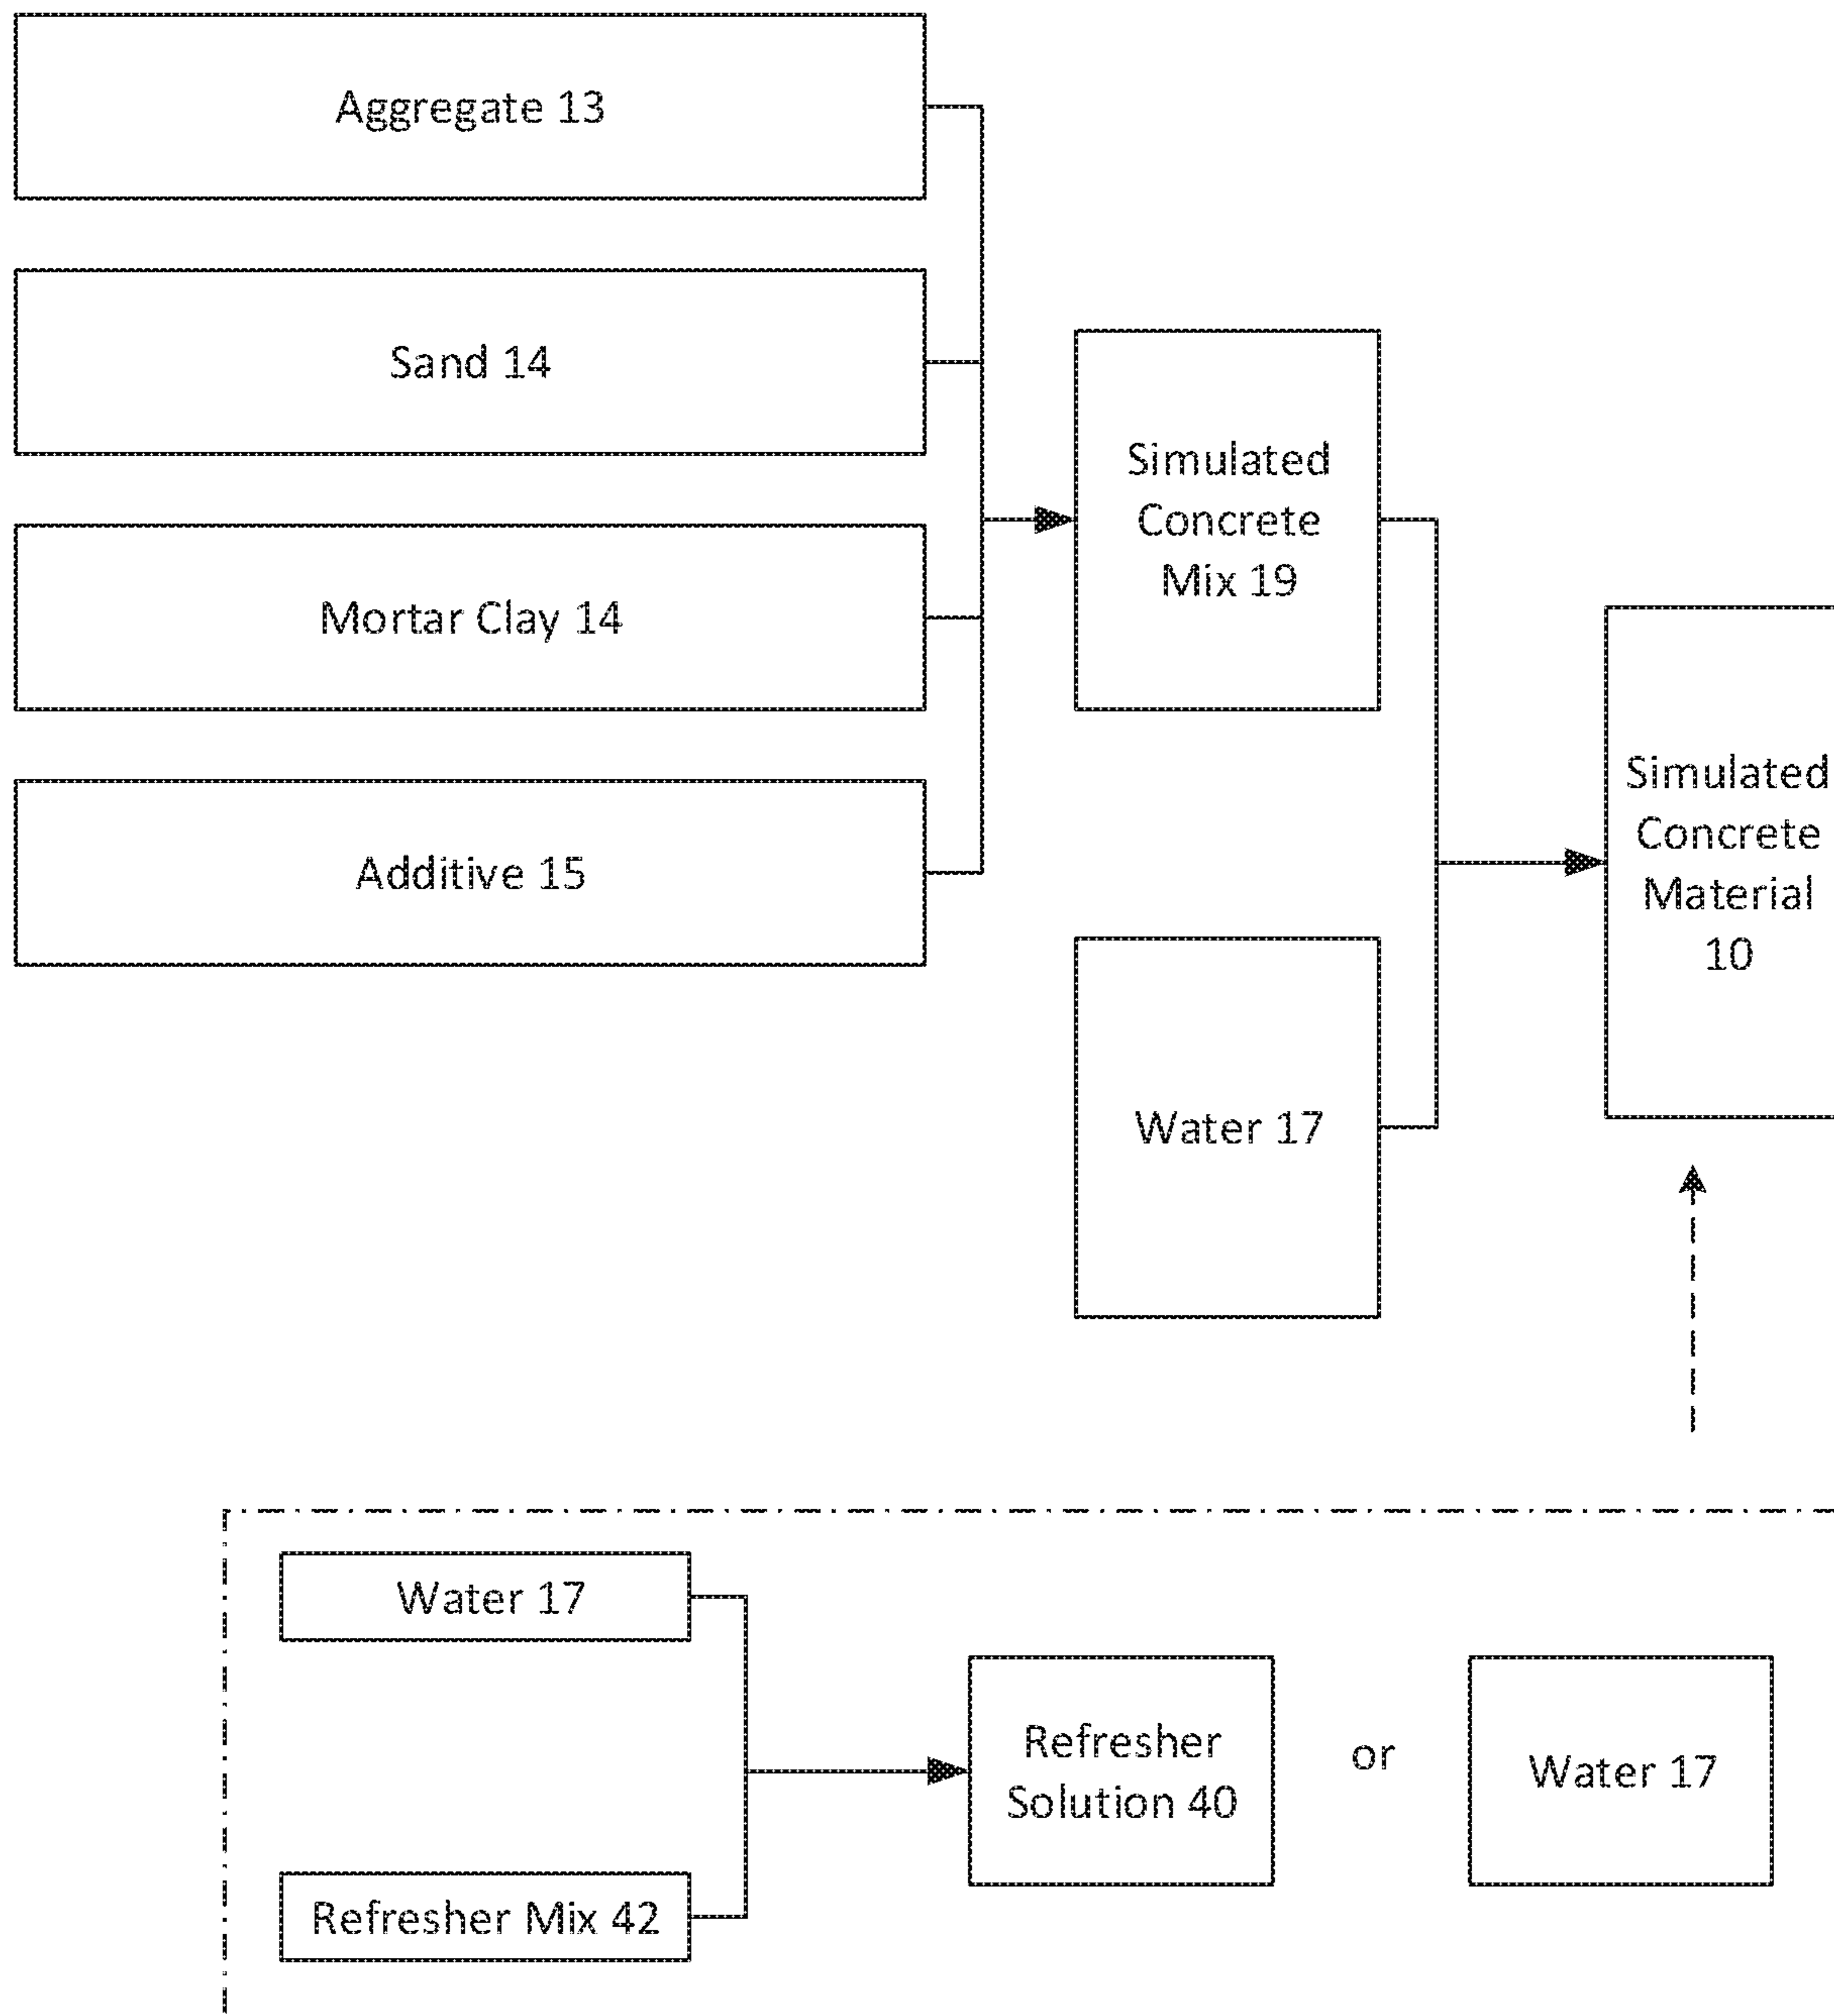 Aggregate 13
Sand 14
Mortar Clay 14
Additive 15
Simulated
Concrete
Mix 19
Water 17
Simulated
Concrete
Material
10
Water 17
Refresher Mix 42
Refresher
Solution 40
or
Water 17